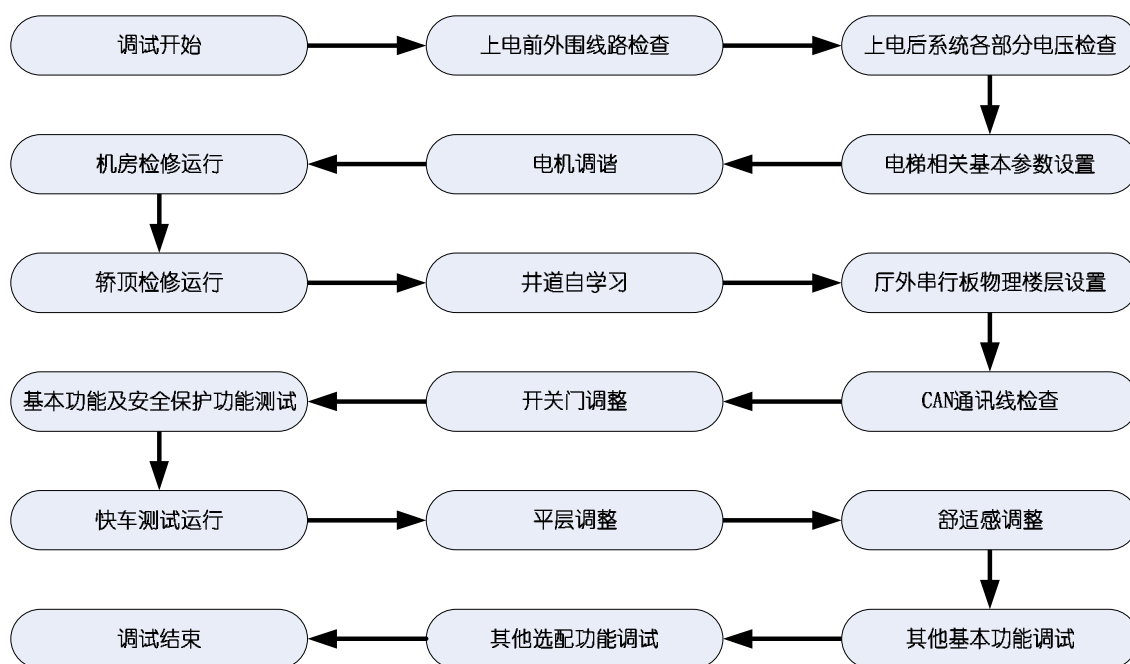 调试开始
上电前外围线路检查
上电后系统各部分电压检查
电梯相关基本参数设置
电机调谐
机房检修运行
轿顶检修运行
井道自学习
厅外串行板物理楼层设置
CAN通讯线检查
开关门调整
基本功能及安全保护功能测试
快车测试运行
平层调整
舒适感调整
其他基本功能调试
其他选配功能调试
调试结束